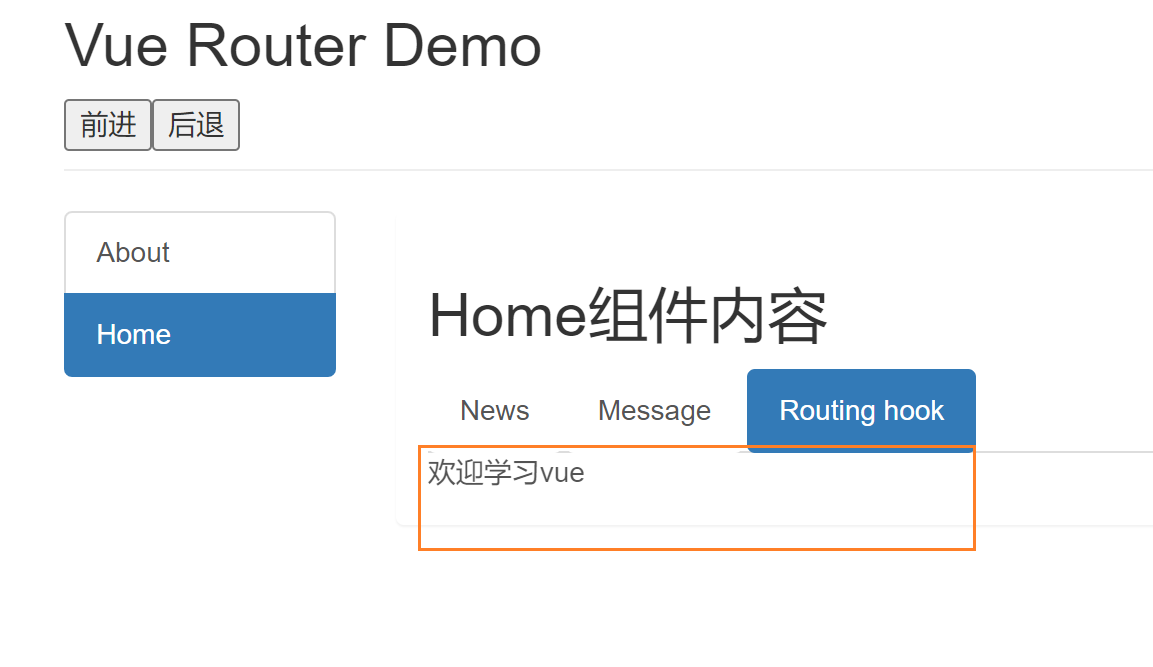 Vue Router Demo
前进 后退
About
Home
Home组件内容
News Message Routing hook
欢迎学习vue